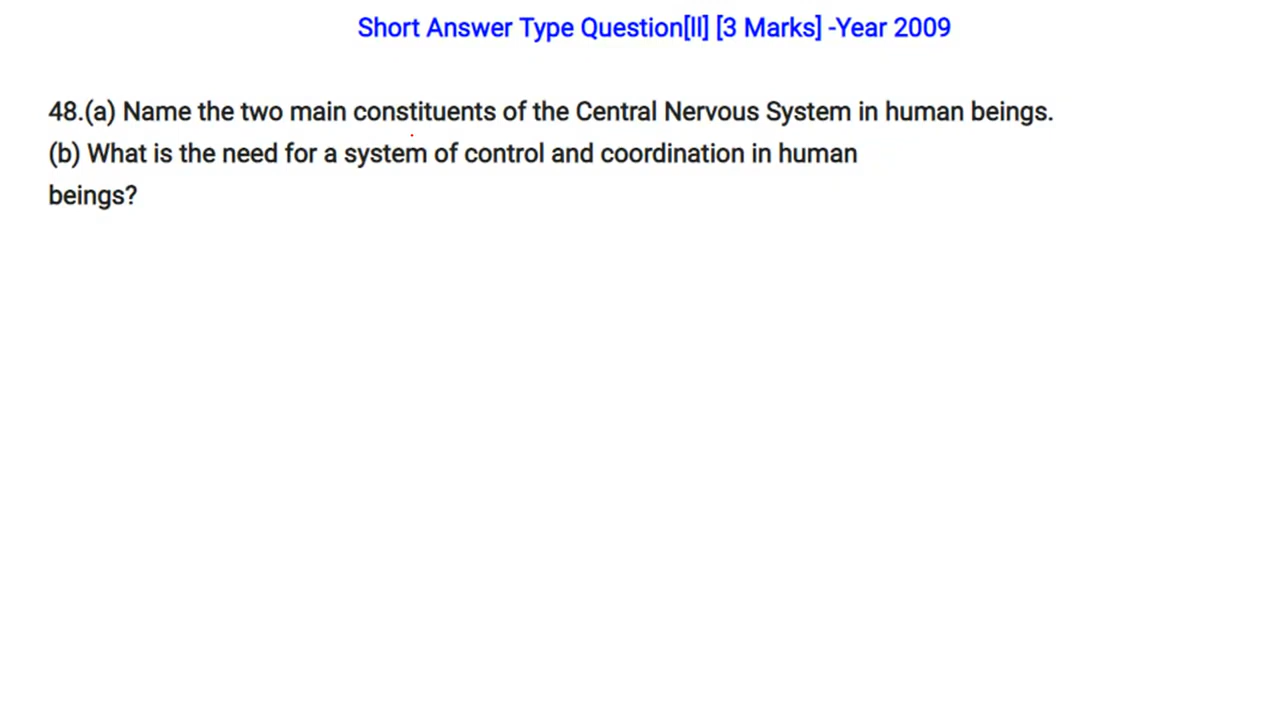 Short Answer Type Question[II] [3 Marks] -Year 2009
48.(a) Name the two main constituents of the Central Nervous System in human beings.
(b) What is the need for a system of control and coordination in human
beings?